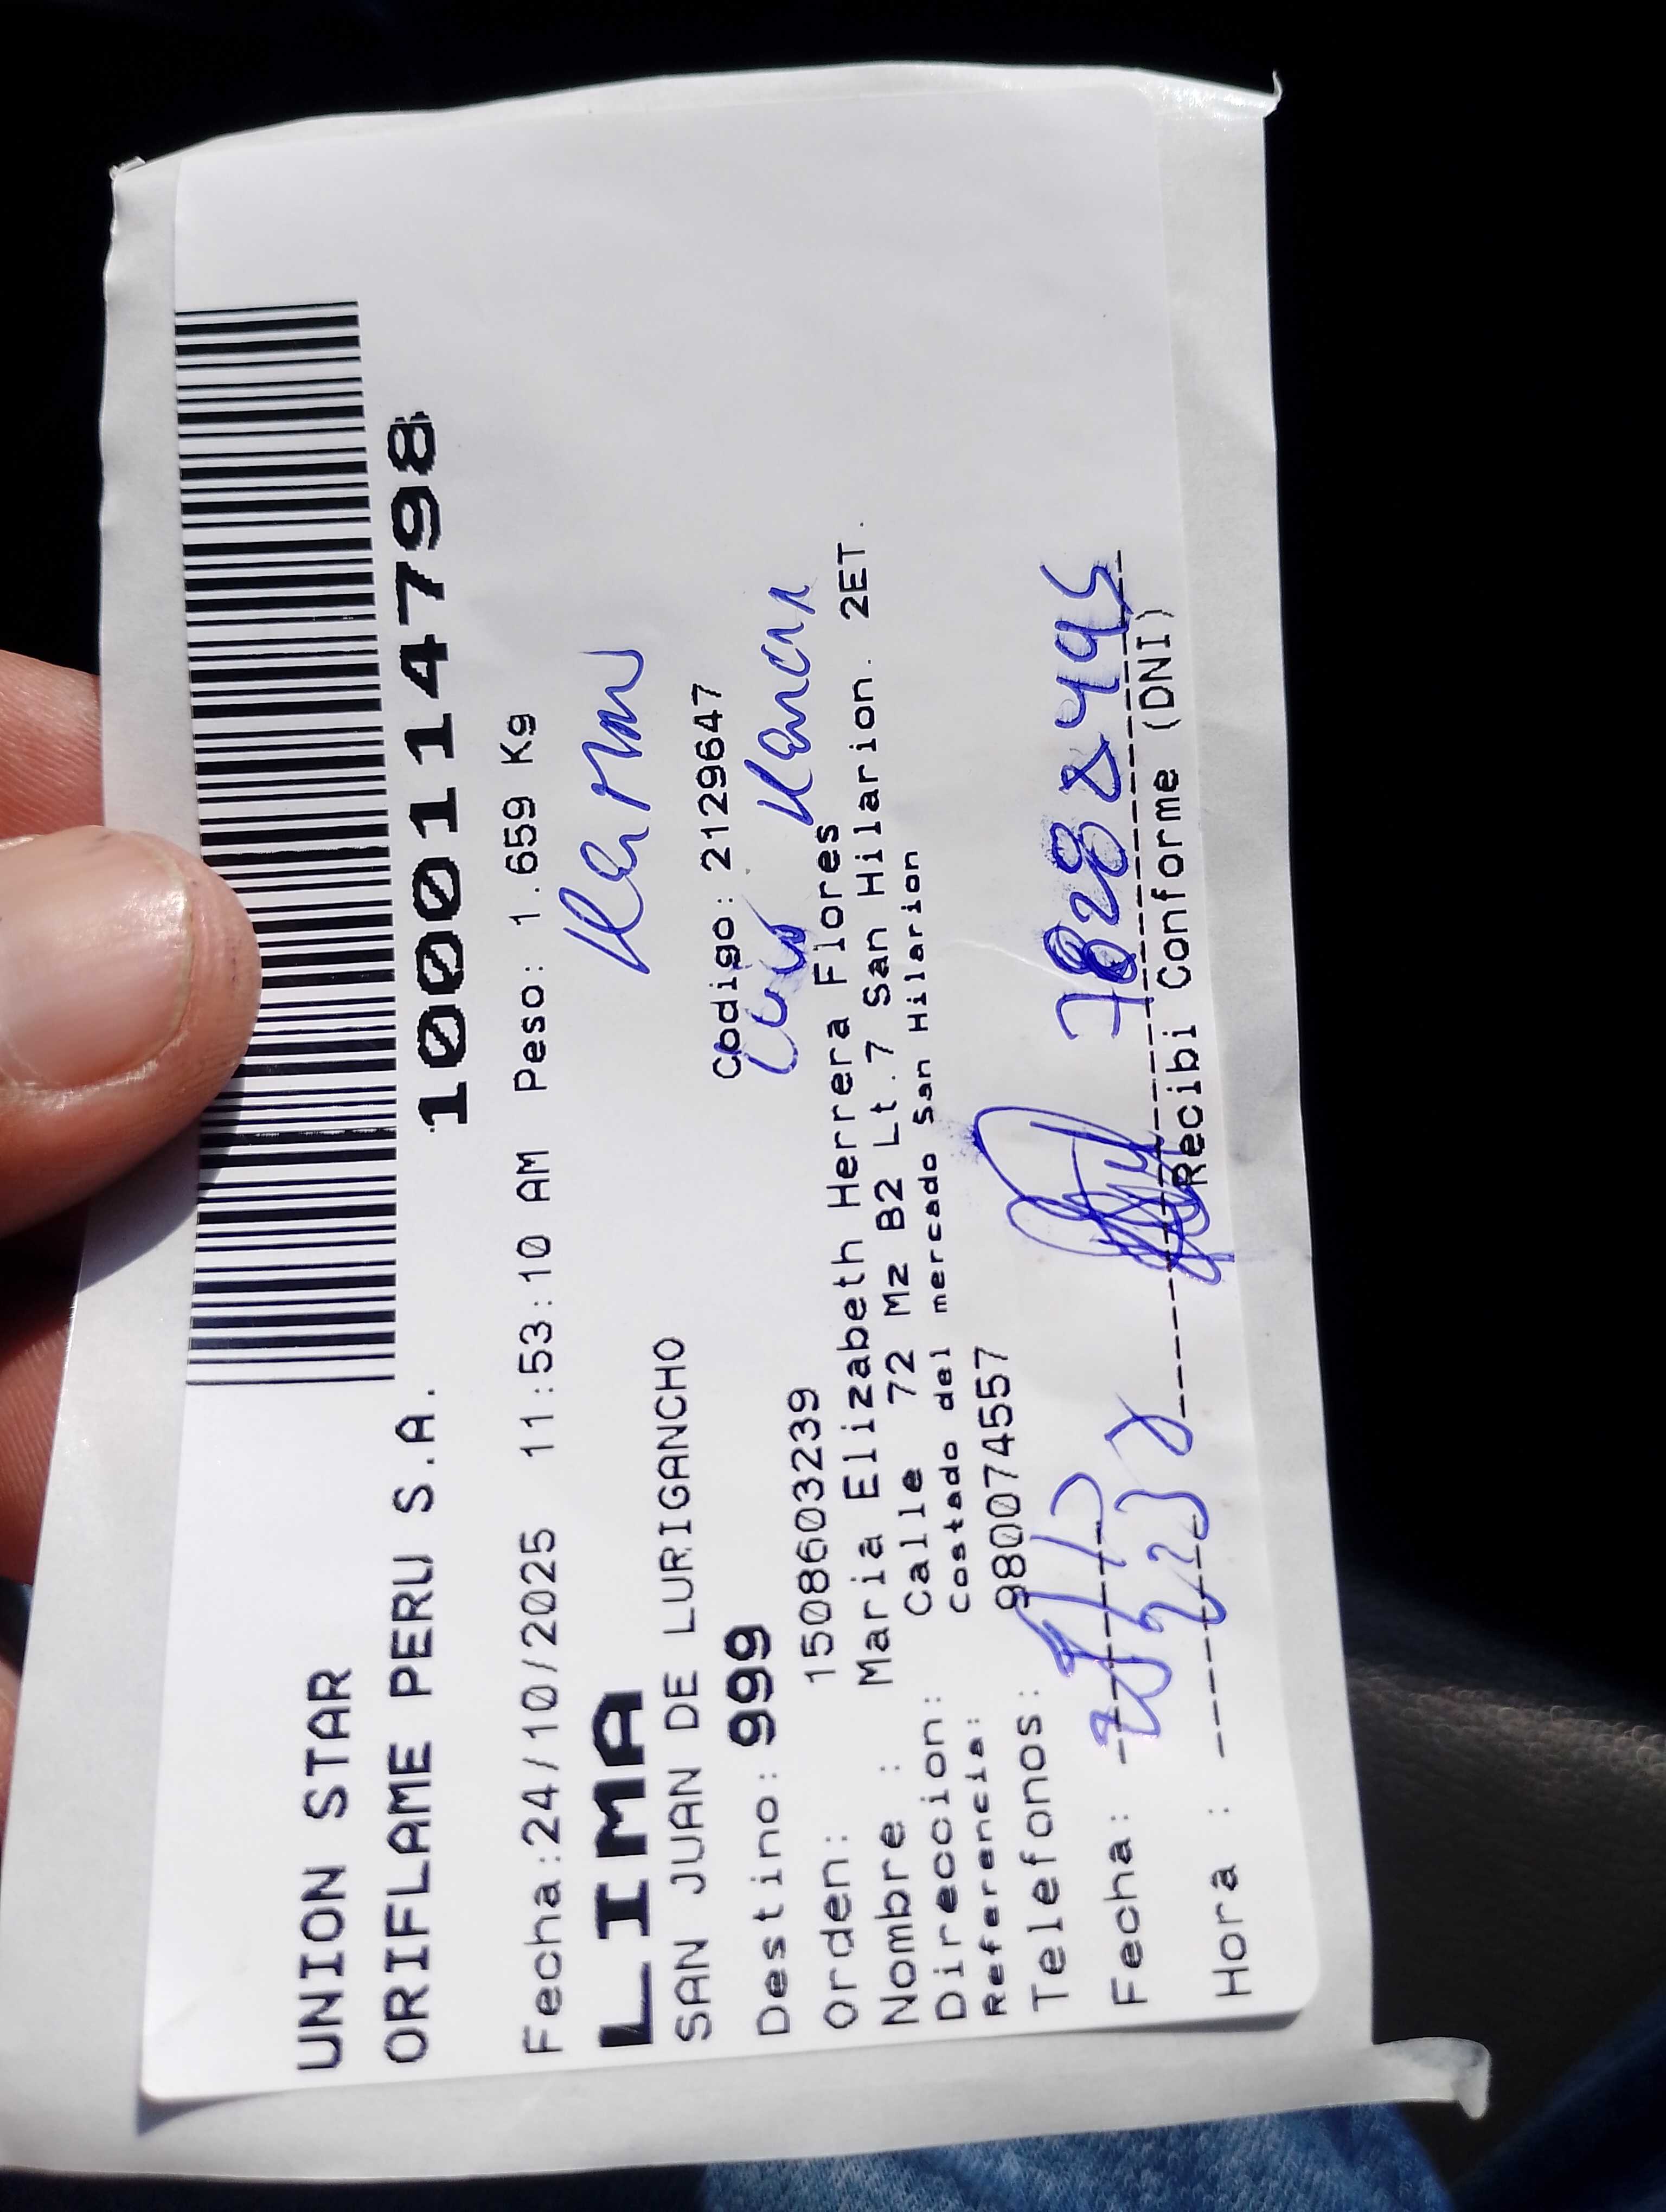 UNION STAR
ORIFLAME PERU S.A.
1000114798
Fecha:24/10/2025 11:53:10 AM Peso: 1.659 Kg
LIMA
SAN JUAN DE LURIGANCHO
Destino: 999
Codigo: 2129647
Orden: 1508603239
Nombre : Maria Elizabeth Herrera Flores
Direccion: Calle 72 Mz B2 Lt.7 San Hilarion. 2ET.
Referencia: Costado del mercado San Hilarion
Telefonos: 980074557
Fecha:
Hora :
Recibi Conforme (DNI)